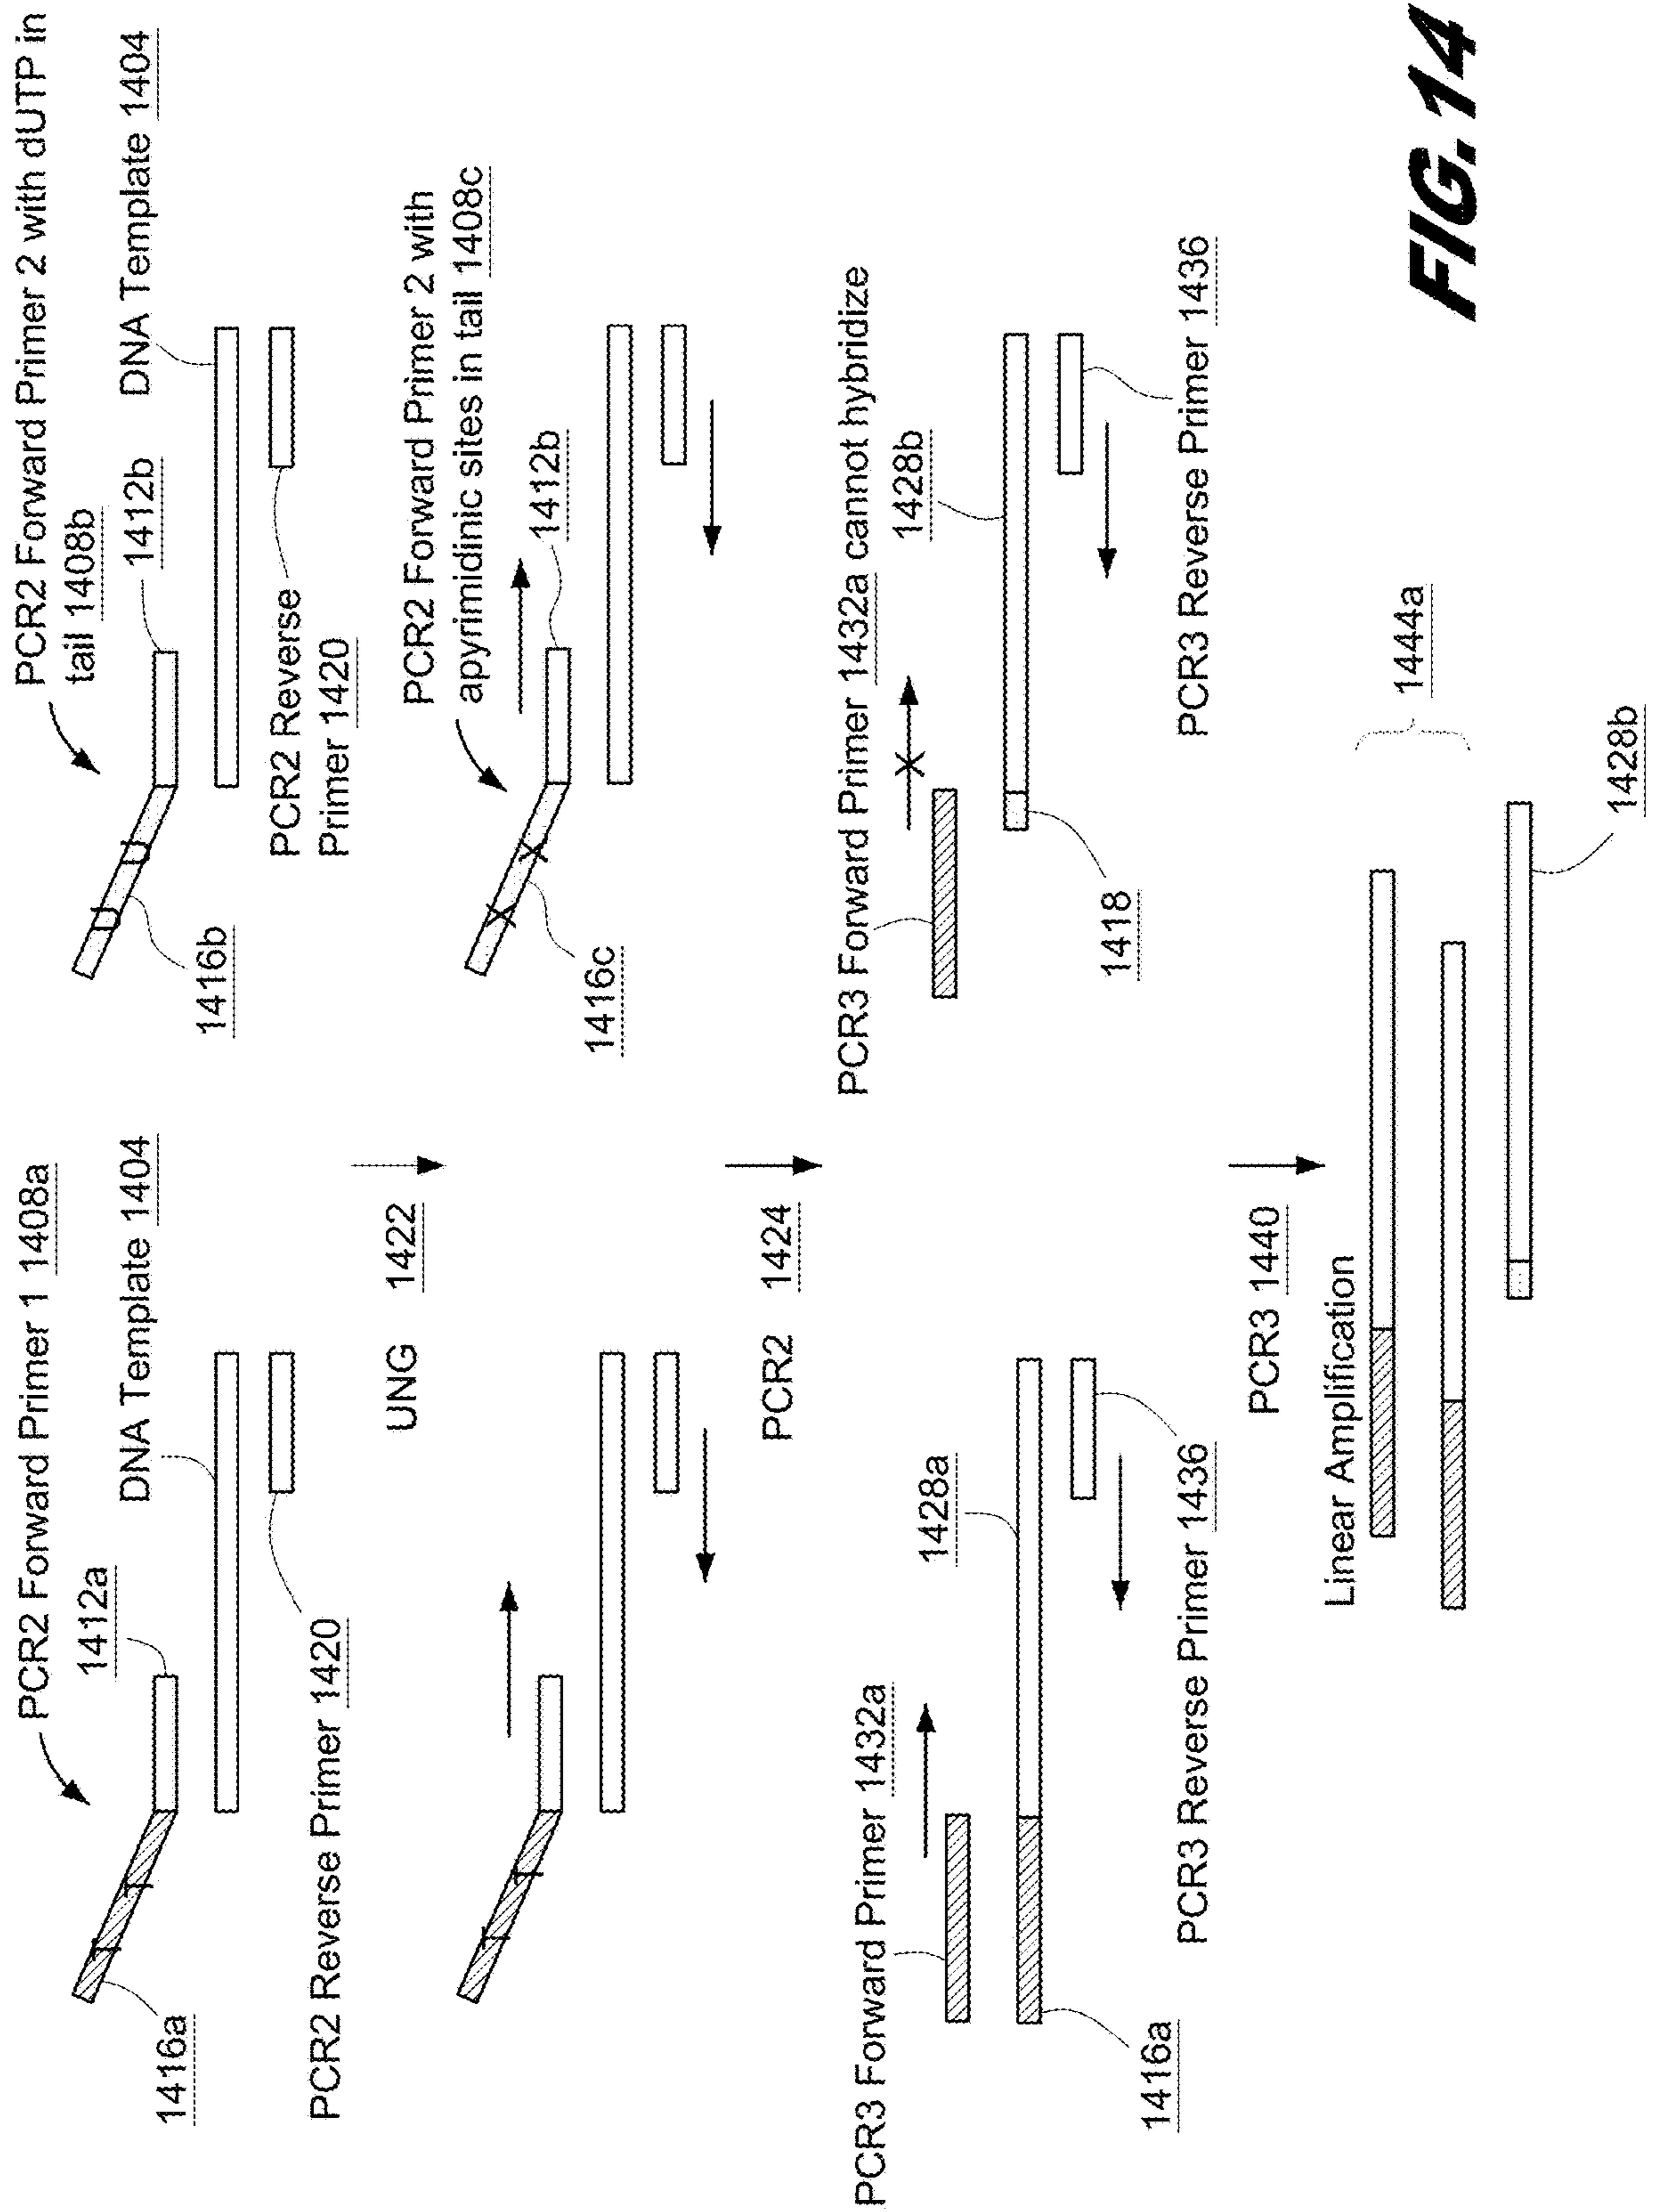 PCR2 Forward Primer 1 1408a
1412a
DNA Template 1404
1416a
PCR2 Reverse Primer 1420
PCR2 Forward Primer 2 with dUTP in
tail 1408b
1412b
DNA Template 1404
1416b
PCR2 Reverse
Primer 1420
T
T
U
U
UNG 1422
PCR2 Forward Primer 2 with
apyrimidinic sites in tail 1408c
1412b
1416c
T
T
X
X
PCR2 1424
PCR3 Forward Primer 1432a
1428a
1416a
PCR3 Reverse Primer 1436
PCR3 Forward Primer 1432a cannot hybridize
X
1428b
1418
PCR3 Reverse Primer 1436
PCR3 1440
Linear Amplification
1444a
1428b
FIG. 14